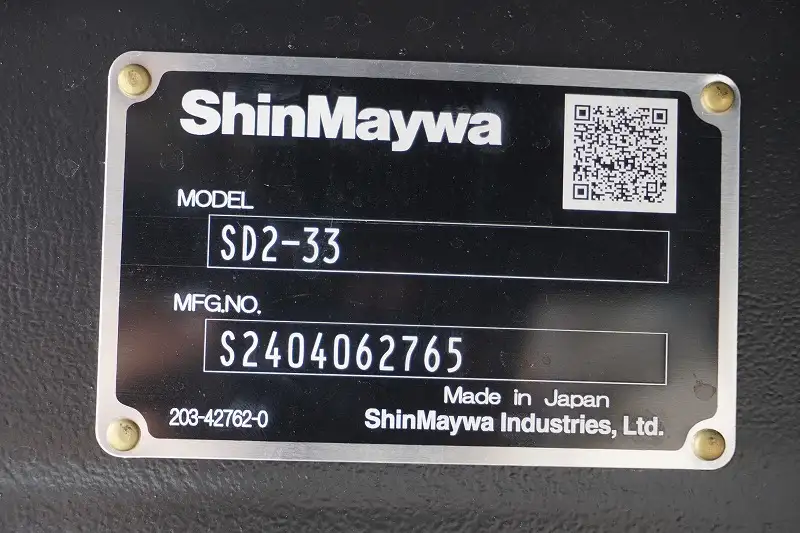 ShinMaywa
MODEL
SD2-33
MFG.NO.
S2404062765
Made in Japan
203-42762-0
ShinMaywa Industries, Ltd.